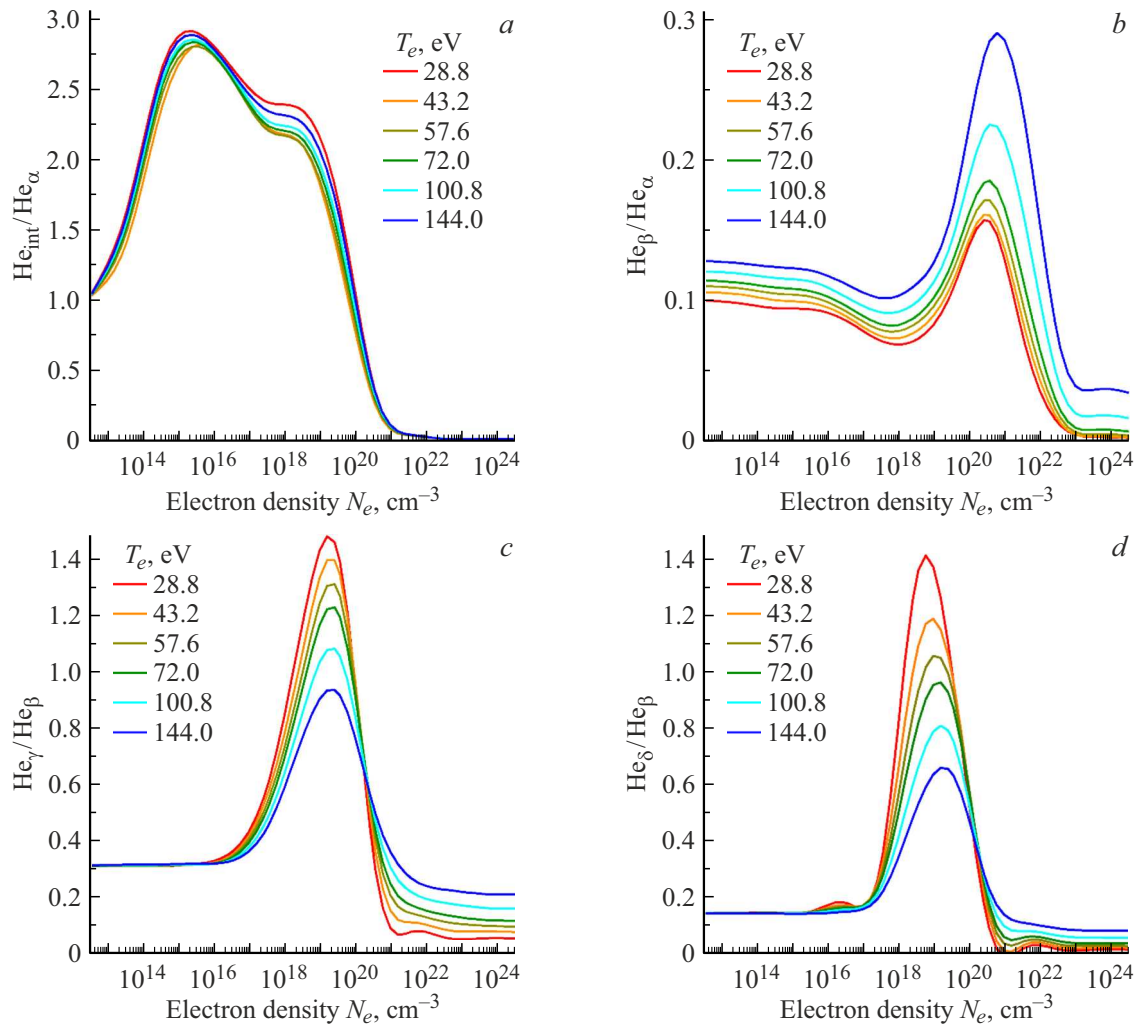 a
3.0
2.5
2.0
1.5
1.0
0.5
0
He_int/He_α
T_e, eV
28.8
43.2
57.6
72.0
100.8
144.0
10^14 10^16 10^18 10^20 10^22 10^24
Electron density N_e, cm^−3
b
0.3
0.2
0.1
0
He_β/He_α
T_e, eV
28.8
43.2
57.6
72.0
100.8
144.0
10^14 10^16 10^18 10^20 10^22 10^24
Electron density N_e, cm^−3
c
1.4
1.2
1.0
0.8
0.6
0.4
0.2
0
He_γ/He_β
T_e, eV
28.8
43.2
57.6
72.0
100.8
144.0
10^14 10^16 10^18 10^20 10^22 10^24
Electron density N_e, cm^−3
d
1.4
1.2
1.0
0.8
0.6
0.4
0.2
0
He_δ/He_β
T_e, eV
28.8
43.2
57.6
72.0
100.8
144.0
10^14 10^16 10^18 10^20 10^22 10^24
Electron density N_e, cm^−3